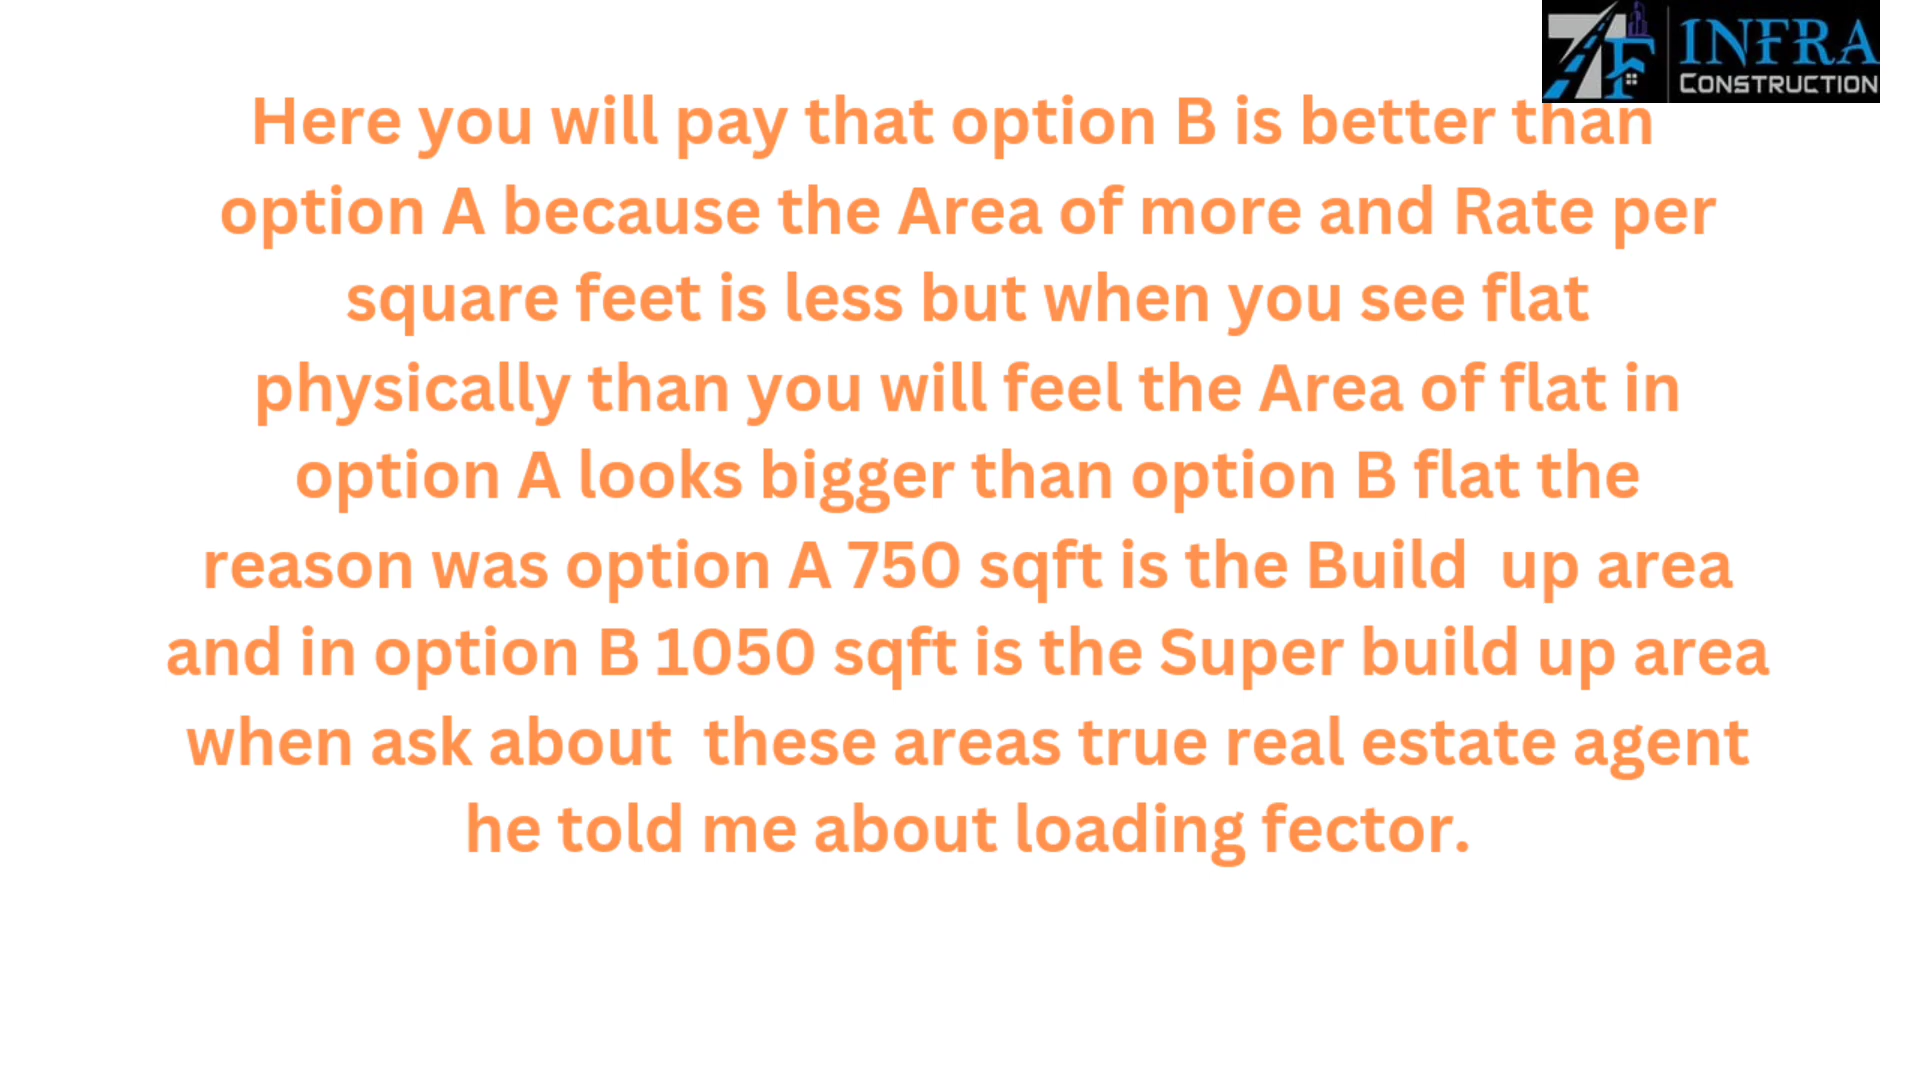 INFRA
CONSTRUCTION
Here you will pay that option B is better than
option A because the Area of more and Rate per
square feet is less but when you see flat
physically than you will feel the Area of flat in
option A looks bigger than option B flat the
reason was option A 750 sqft is the Build up area
and in option B 1050 sqft is the Super build up area
when ask about these areas true real estate agent
he told me about loading fector.